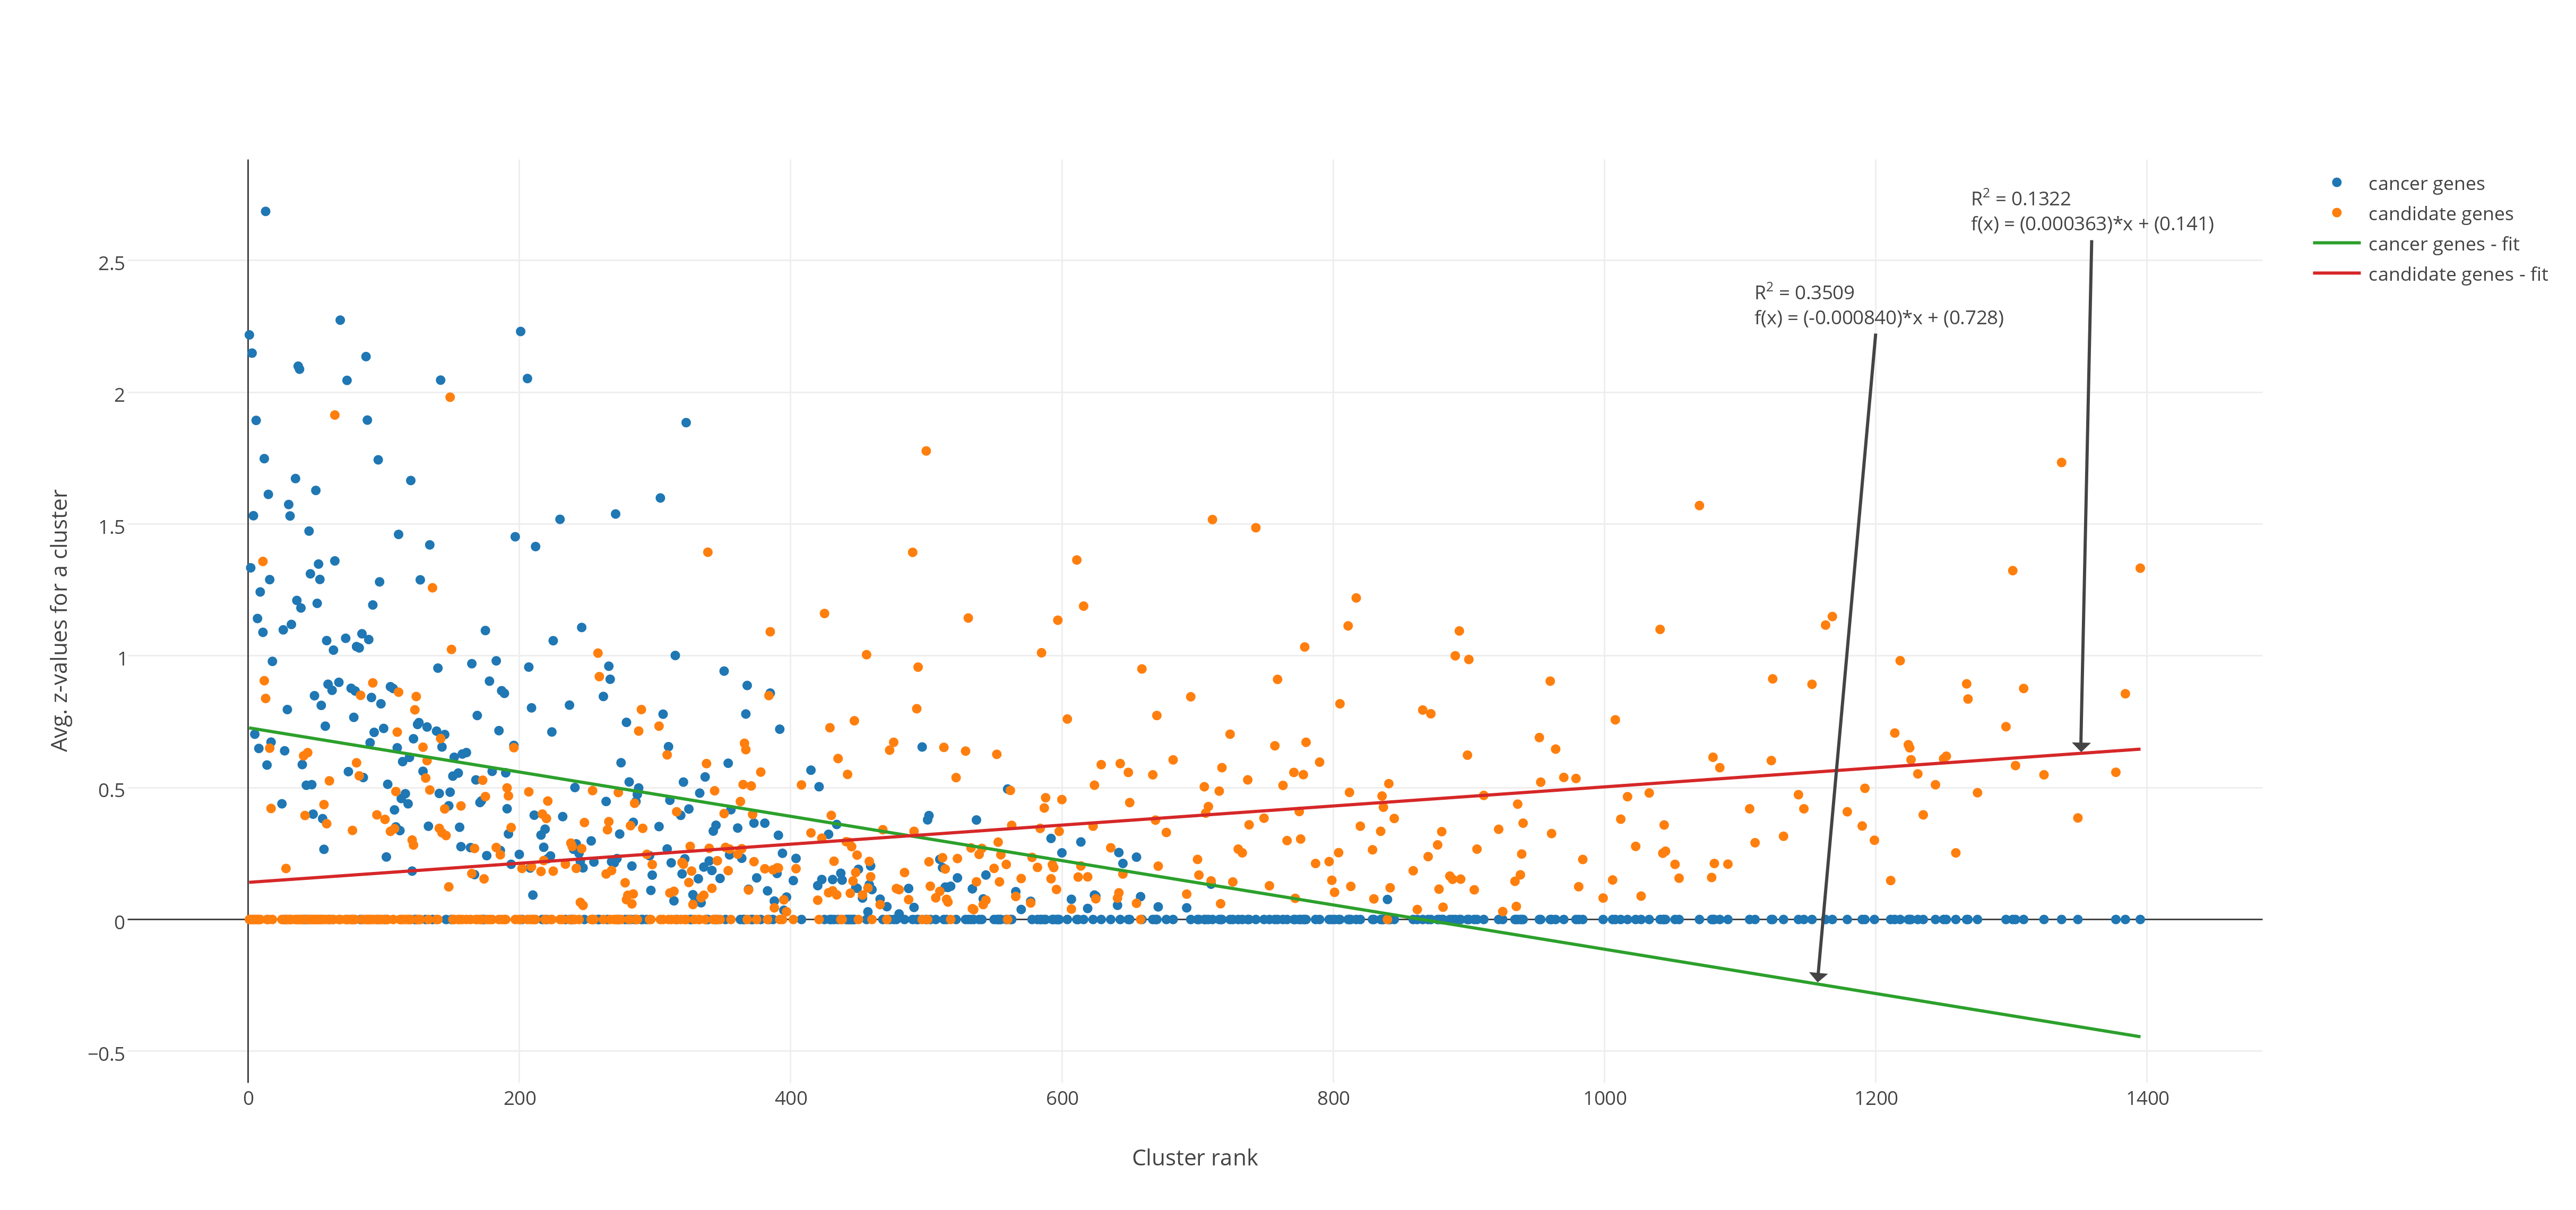 R² = 0.1322
f(x) = (0.000363)*x + (0.141)
R² = 0.3509
f(x) = (-0.000840)*x + (0.728)
cancer genes
candidate genes
cancer genes - fit
candidate genes - fit
Avg. z-values for a cluster
2.5
2
1.5
1
0.5
0
−0.5
0 200 400 600 800 1000 1200 1400
Cluster rank